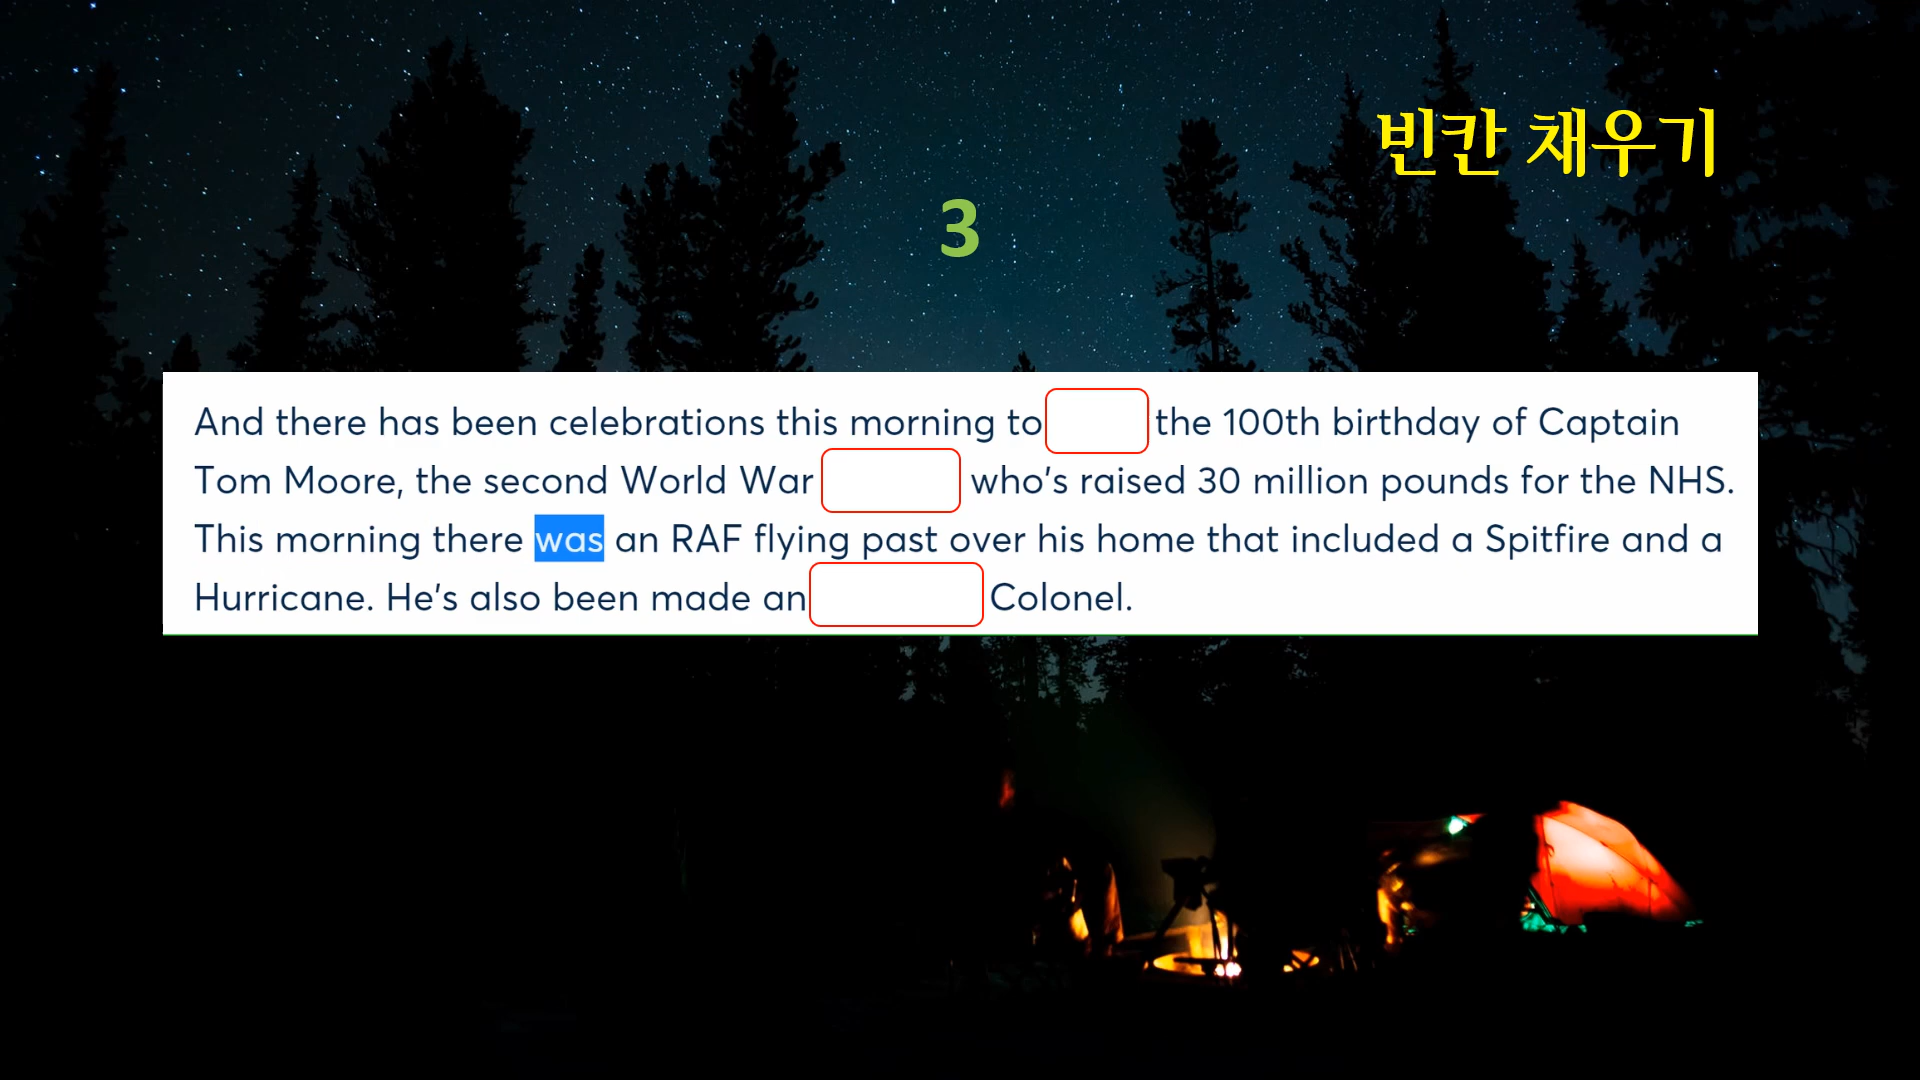 빈칸 채우기
3
And there has been celebrations this morning to the 100th birthday of Captain
Tom Moore, the second World War who's raised 30 million pounds for the NHS.
This morning there was an RAF flying past over his home that included a Spitfire and a
Hurricane. He's also been made an Colonel.